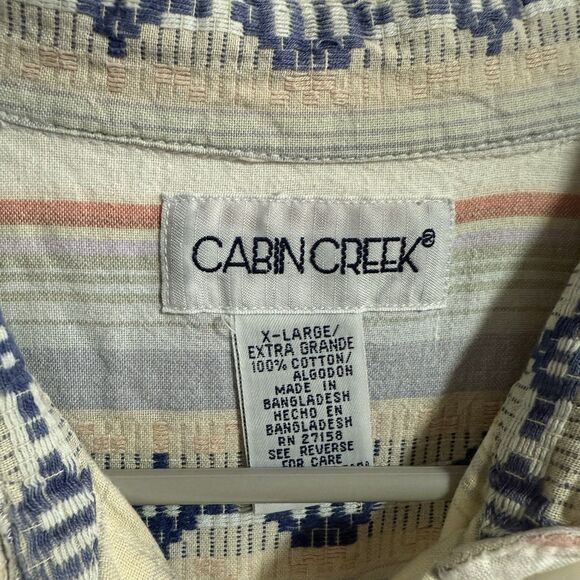 CABIN CREEK®
X-LARGE/
EXTRA GRANDE
100% COTTON/
ALGODON
MADE IN
BANGLADESH
HECHO EN
BANGLADESH
RN 27158
SEE REVERSE
FOR CARE